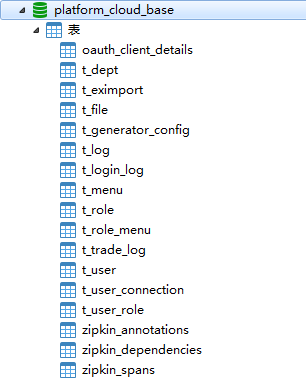 platform_cloud_base
表
oauth_client_details
t_dept
t_eximport
t_file
t_generator_config
t_log
t_login_log
t_menu
t_role
t_role_menu
t_trade_log
t_user
t_user_connection
t_user_role
zipkin_annotations
zipkin_dependencies
zipkin_spans